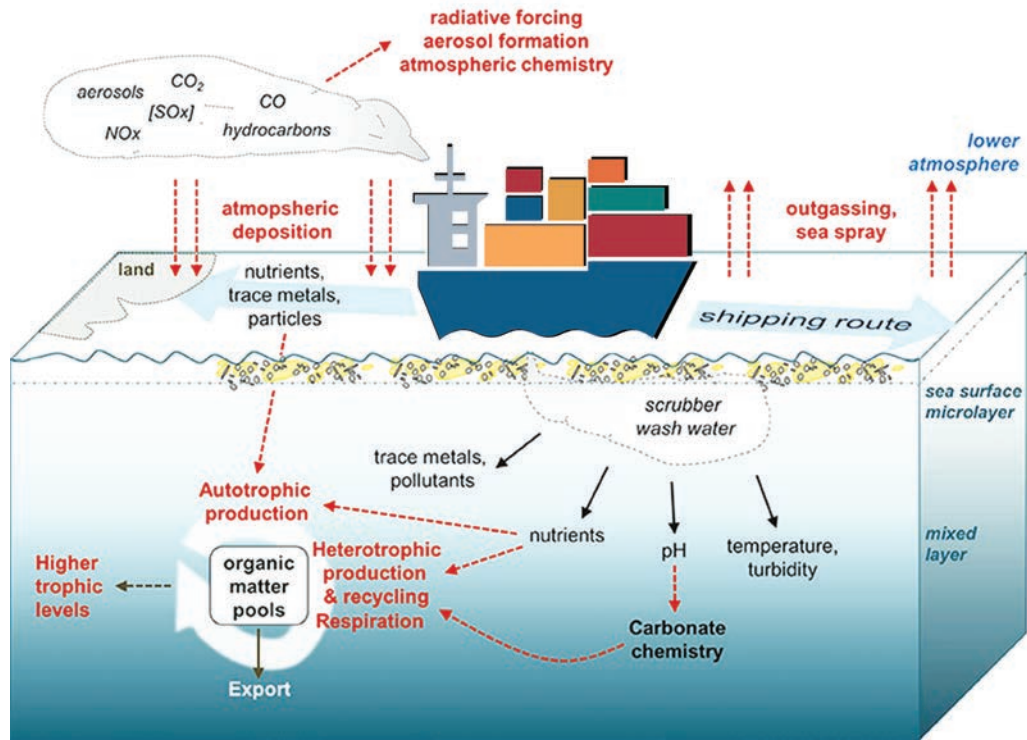 radiative forcing
aerosol formation
atmospheric chemistry
aerosols
CO₂
[SOx]
CO
NOx
hydrocarbons
lower
atmosphere
atmopsheric
deposition
outgassing,
sea spray
land
nutrients,
trace metals,
particles
shipping route
sea surface
microlayer
scrubber
wash water
trace metals,
pollutants
Autotrophic
production
nutrients
pH
temperature,
turbidity
mixed
layer
Higher
trophic
levels
organic
matter
pools
Heterotrophic
production
& recycling
Respiration
Carbonate
chemistry
Export